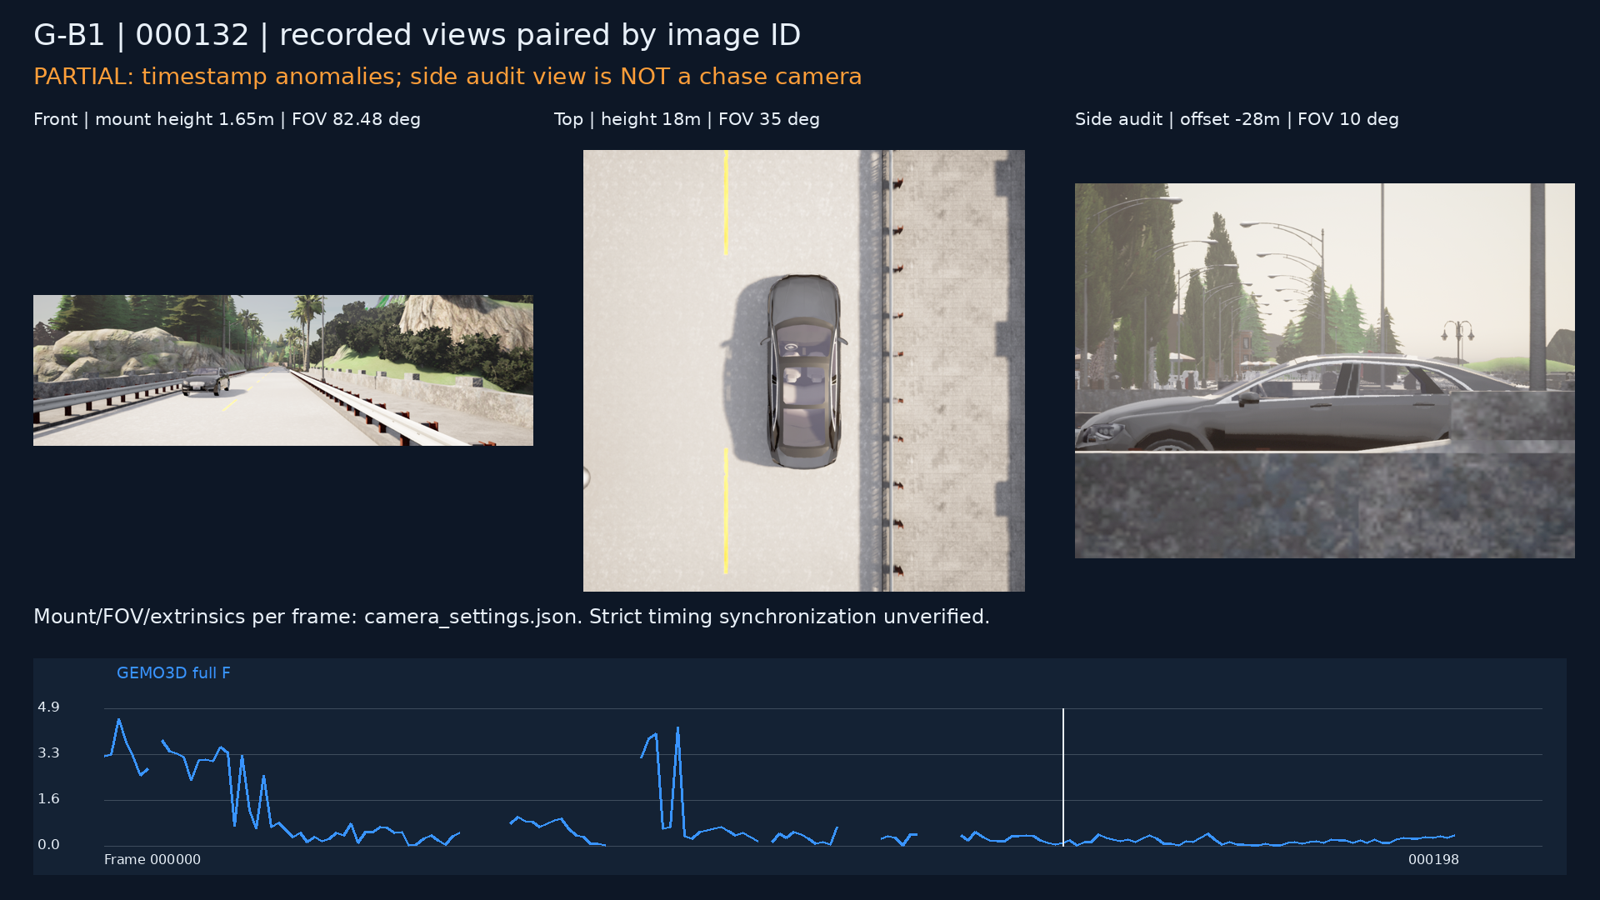 G-B1 | 000132 | recorded views paired by image ID
PARTIAL: timestamp anomalies; side audit view is NOT a chase camera
Front | mount height 1.65m | FOV 82.48 deg
Top | height 18m | FOV 35 deg
Side audit | offset -28m | FOV 10 deg
Mount/FOV/extrinsics per frame: camera_settings.json. Strict timing synchronization unverified.
GEMO3D full F
4.9
3.3
1.6
0.0
Frame 000000
000198